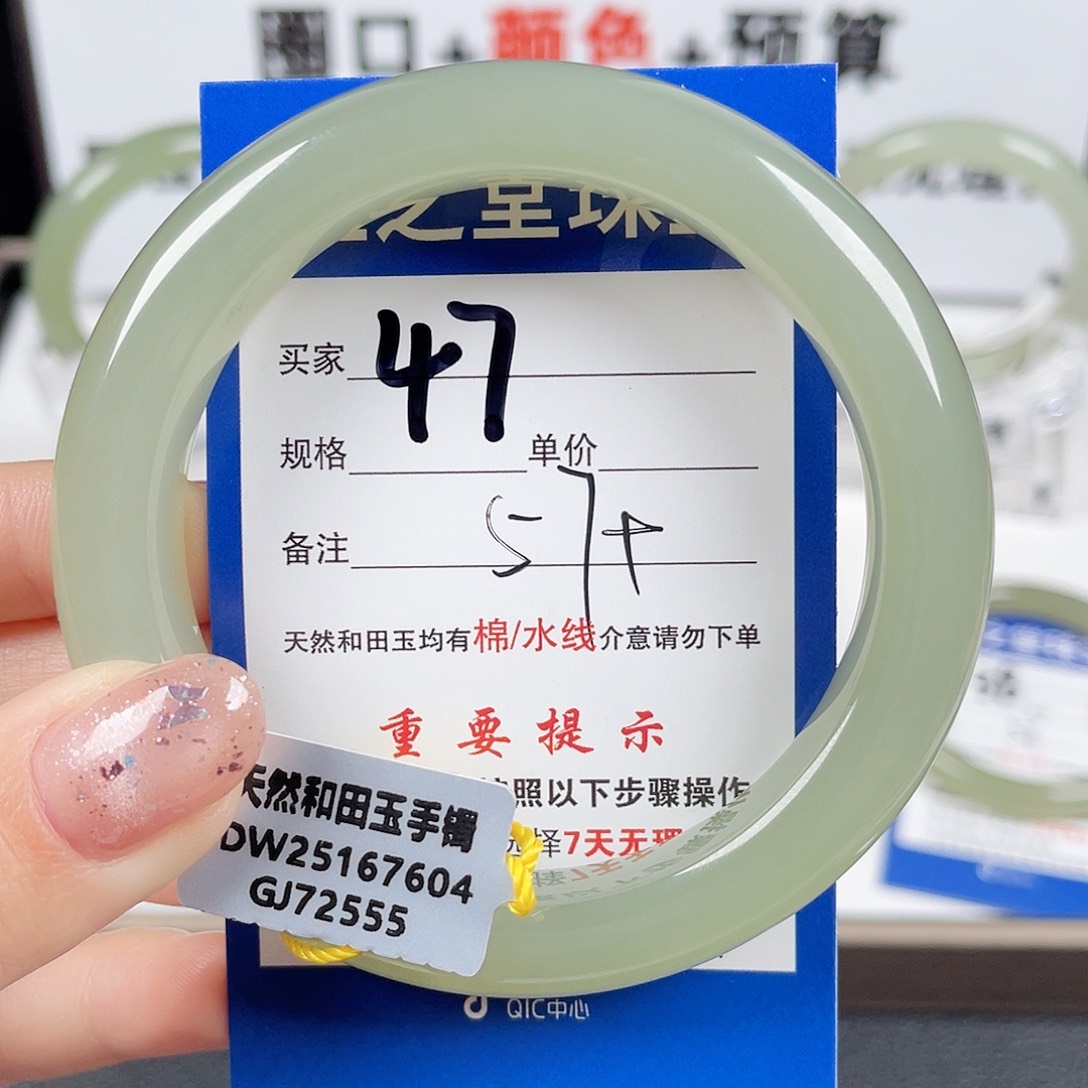 圈口+颜色+预算
之堂珠
买家 47
规格 单价
备注 57+
天然和田玉均有棉/水线介意请勿下单
重要提示
照以下步骤操作
择7天无理
天然和田玉手镯
DW25167604
GJ72555
QIC中心